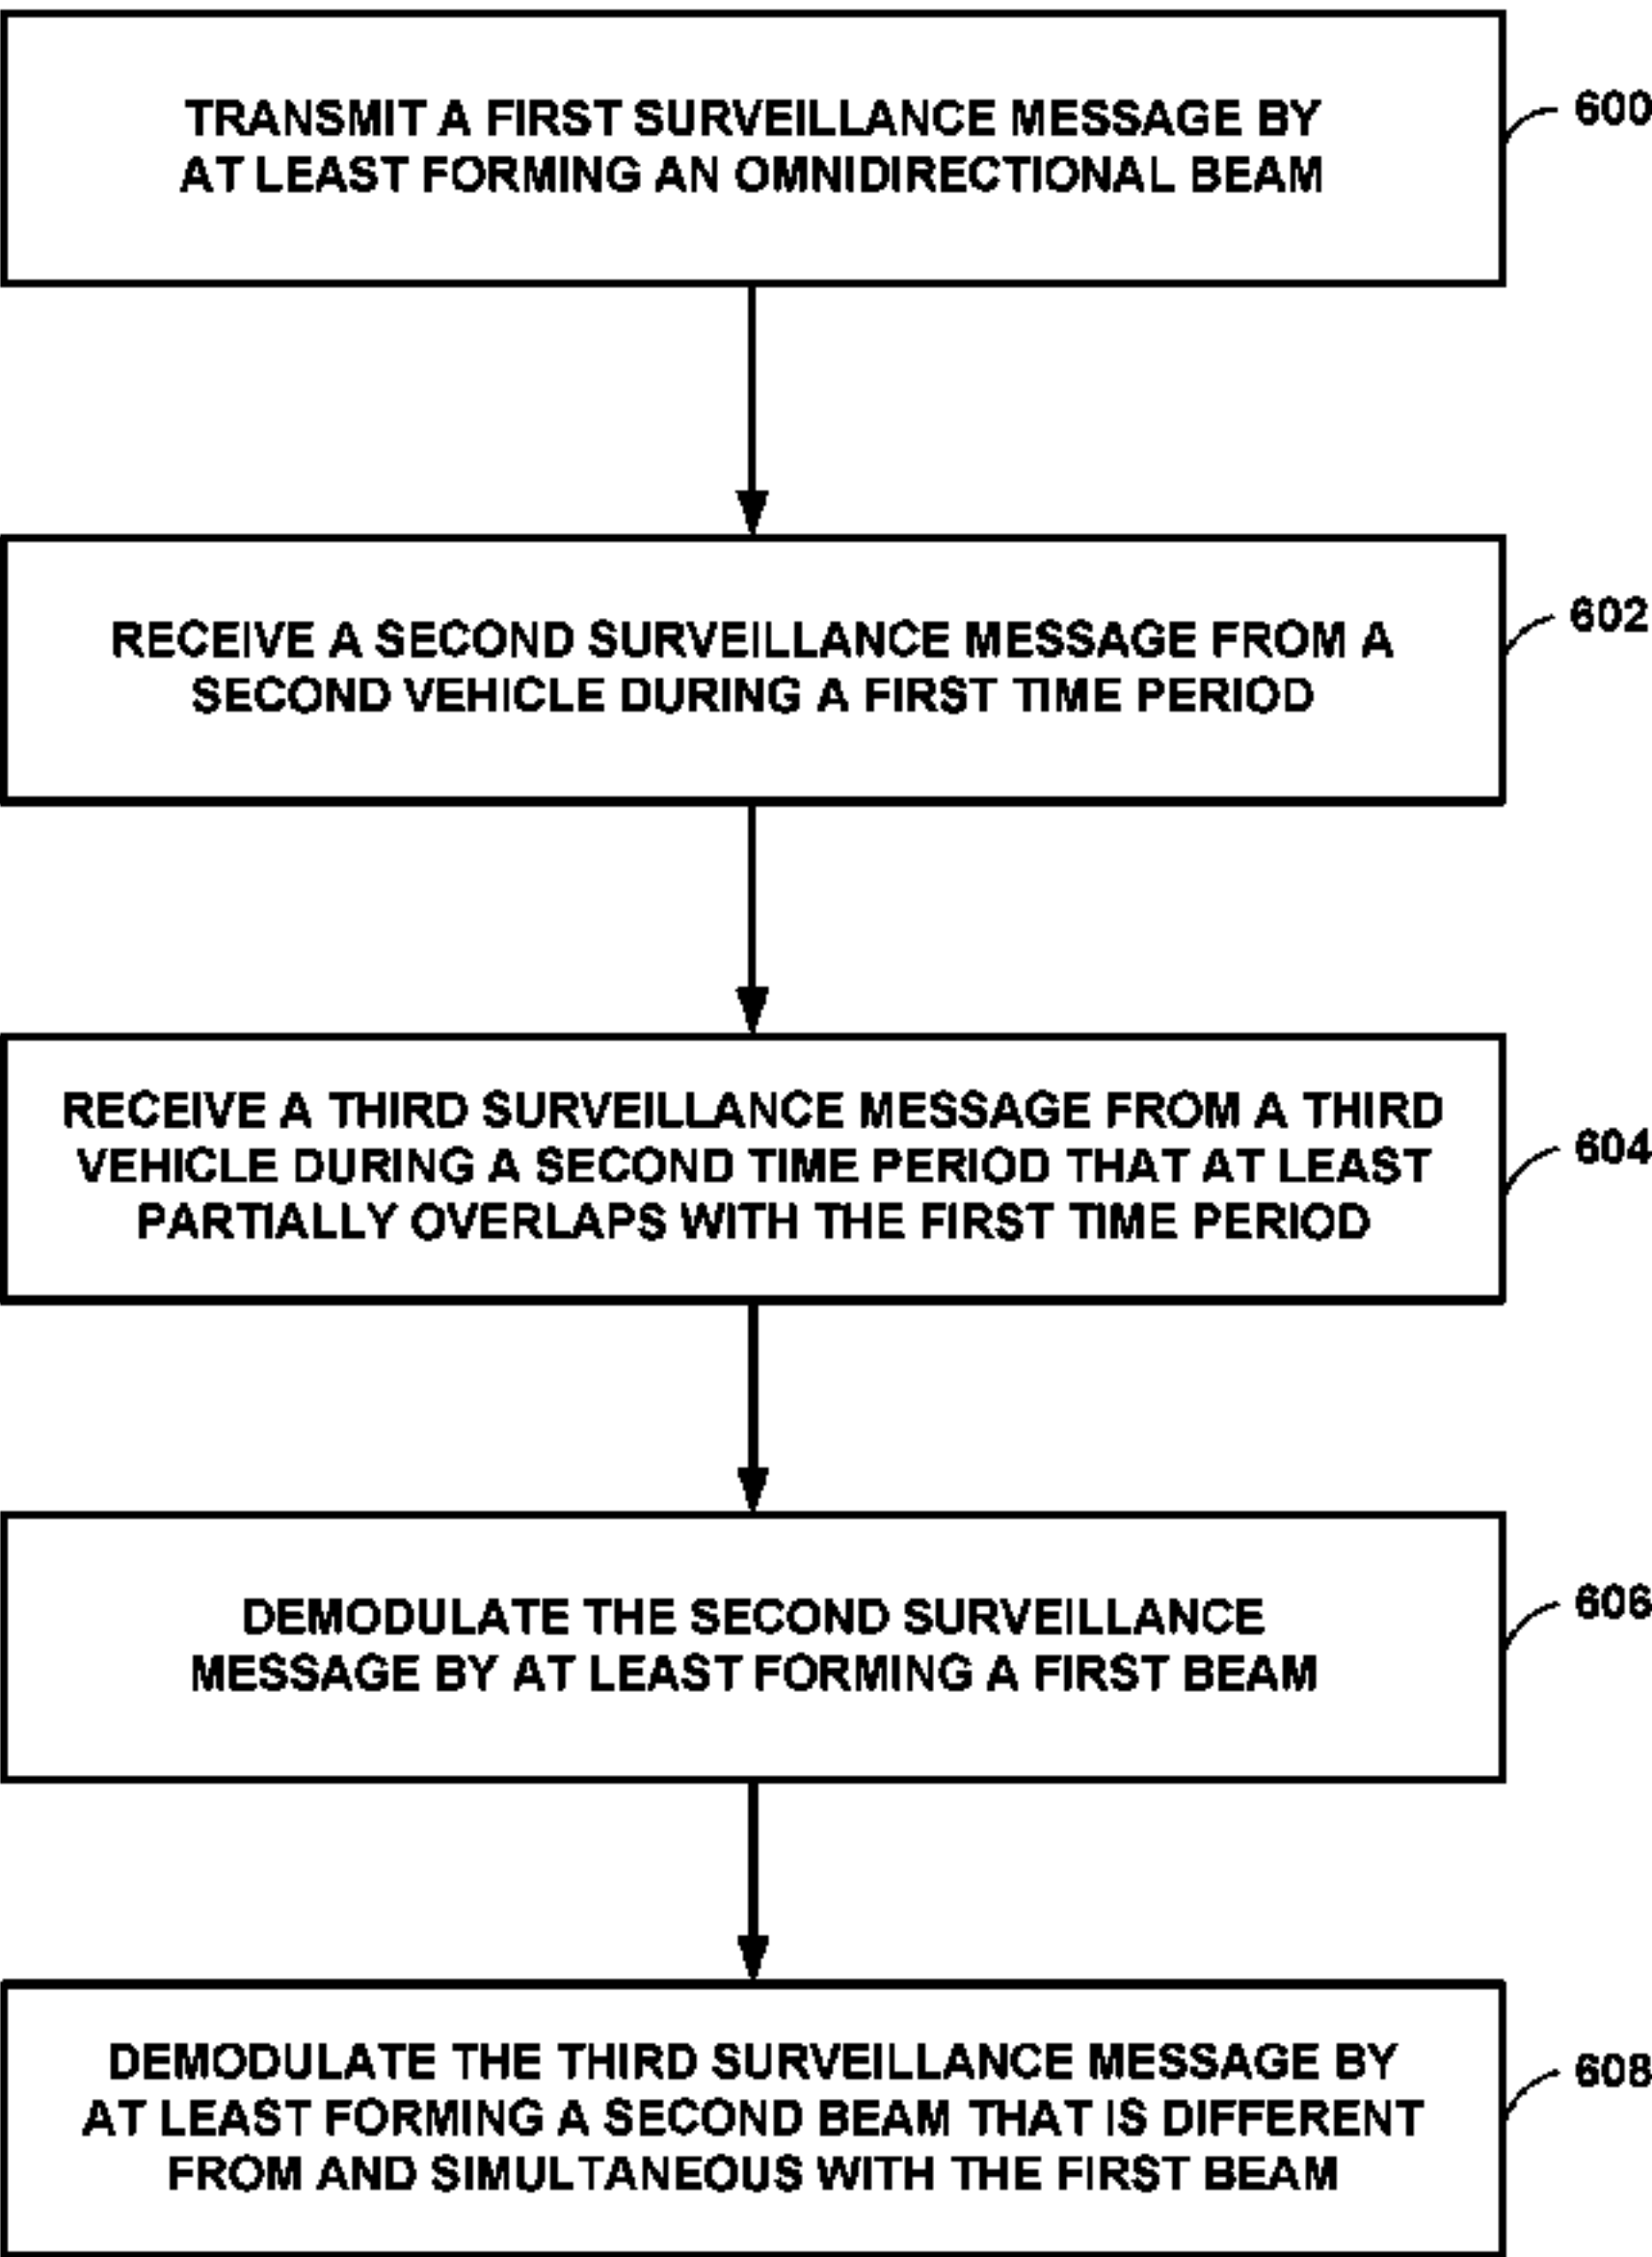 TRANSMIT A FIRST SURVEILLANCE MESSAGE BY
AT LEAST FORMING AN OMNIDIRECTIONAL BEAM
600
RECEIVE A SECOND SURVEILLANCE MESSAGE FROM A
SECOND VEHICLE DURING A FIRST TIME PERIOD
602
RECEIVE A THIRD SURVEILLANCE MESSAGE FROM A THIRD
VEHICLE DURING A SECOND TIME PERIOD THAT AT LEAST
PARTIALLY OVERLAPS WITH THE FIRST TIME PERIOD
604
DEMODULATE THE SECOND SURVEILLANCE
MESSAGE BY AT LEAST FORMING A FIRST BEAM
606
DEMODULATE THE THIRD SURVEILLANCE MESSAGE BY
AT LEAST FORMING A SECOND BEAM THAT IS DIFFERENT
FROM AND SIMULTANEOUS WITH THE FIRST BEAM
608